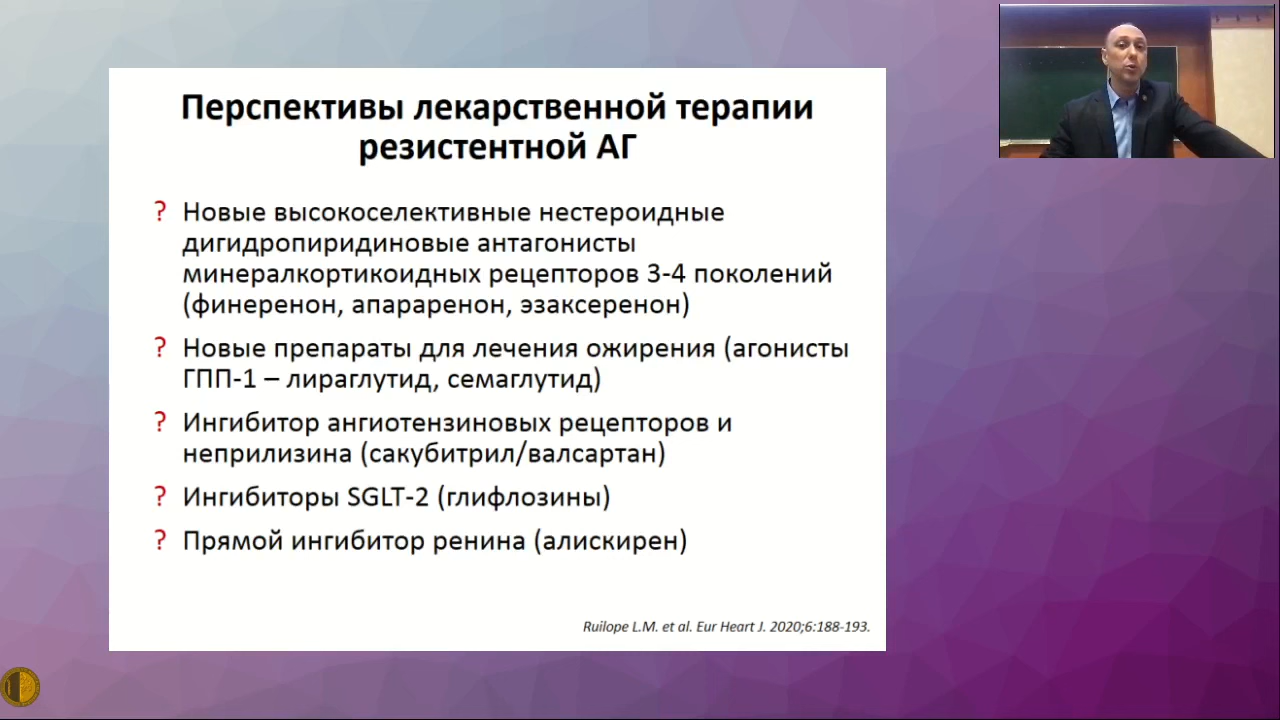 Перспективы лекарственной терапии
резистентной АГ
? Новые высокоселективные нестероидные
дигидропиридиновые антагонисты
минералкортикоидных рецепторов 3-4 поколений
(финеренон, апараренон, эзаксеренон)
? Новые препараты для лечения ожирения (агонисты
ГПП-1 – лираглутид, семаглутид)
? Ингибитор ангиотензиновых рецепторов и
неприлизина (сакубитрил/валсартан)
? Ингибиторы SGLT-2 (глифлозины)
? Прямой ингибитор ренина (алискирен)
Ruilope L.M. et al. Eur Heart J. 2020;6:188-193.